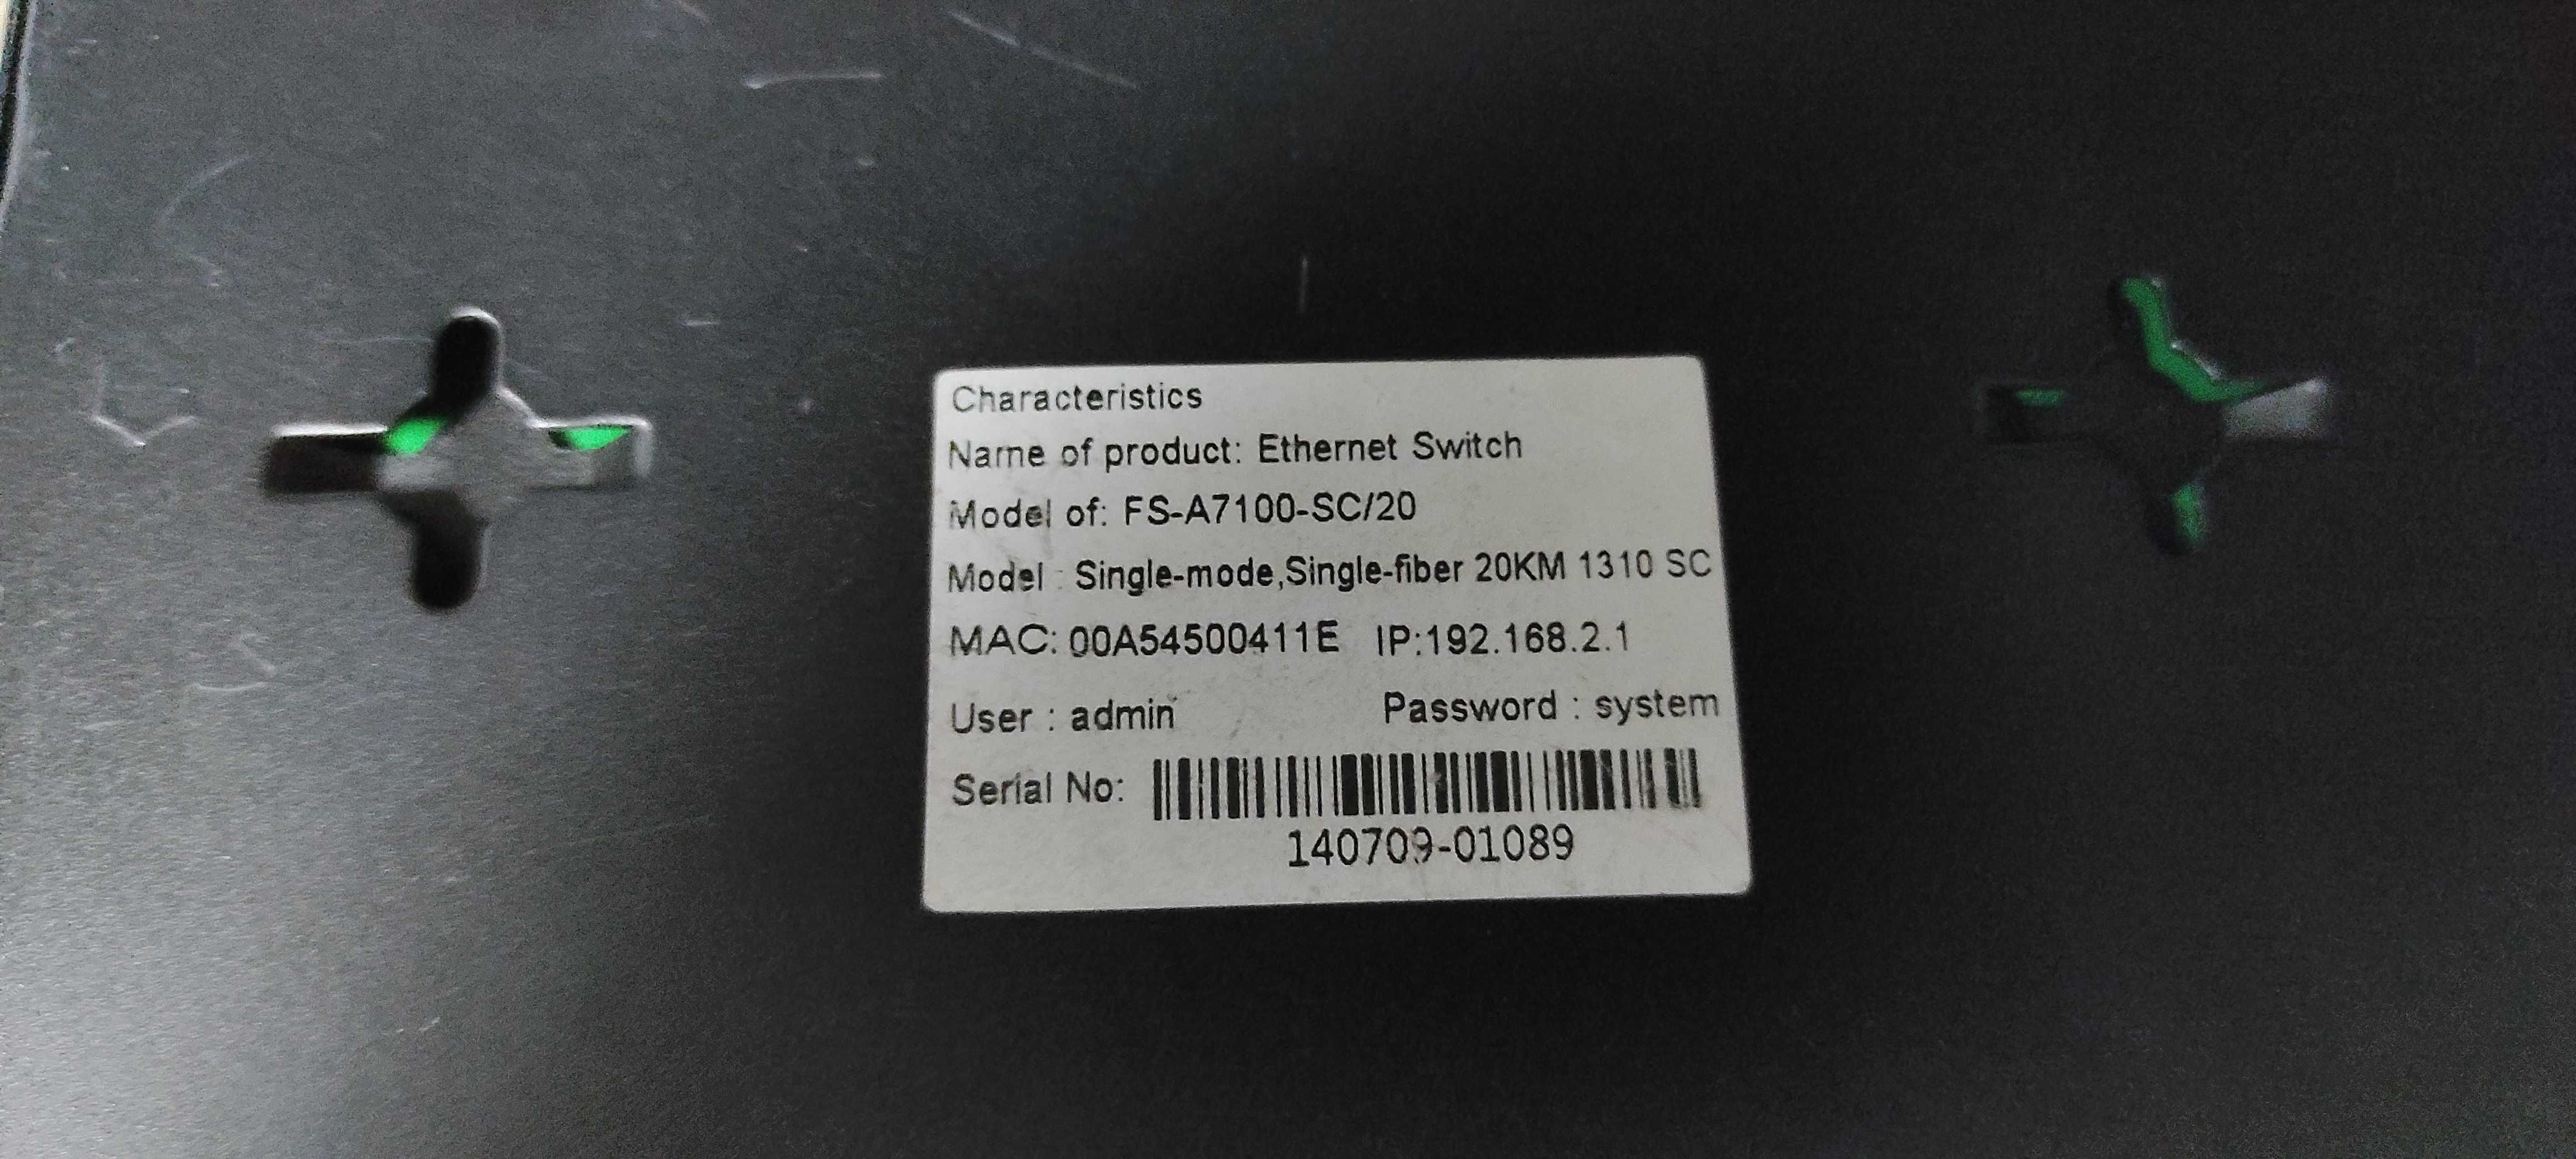 Characteristics
Name of product: Ethernet Switch
Model of: FS-A7100-SC/20
Model : Single-mode,Single-fiber 20KM 1310 SC
MAC: 00A54500411E IP:192.168.2.1
User : admin Password : system
Serial No:
140709-01089